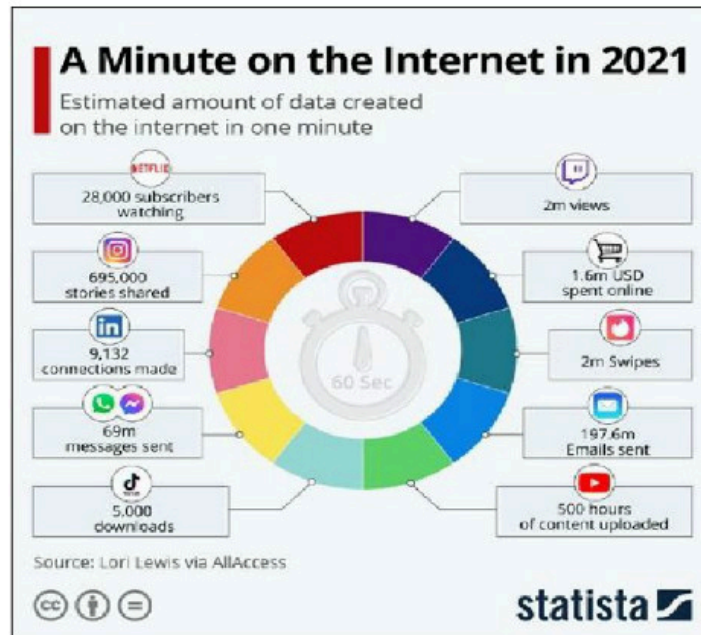 A Minute on the Internet in 2021
Estimated amount of data created
on the internet in one minute
NETFLIX
28,000 subscribers
watching
2m views
695,000
stories shared
1.6m USD
spent online
in
9,132
connections made
2m Swipes
60 Sec
69m
messages sent
197.6m
Emails sent
5,000
downloads
500 hours
of content uploaded
Source: Lori Lewis via AllAccess
cc
statista